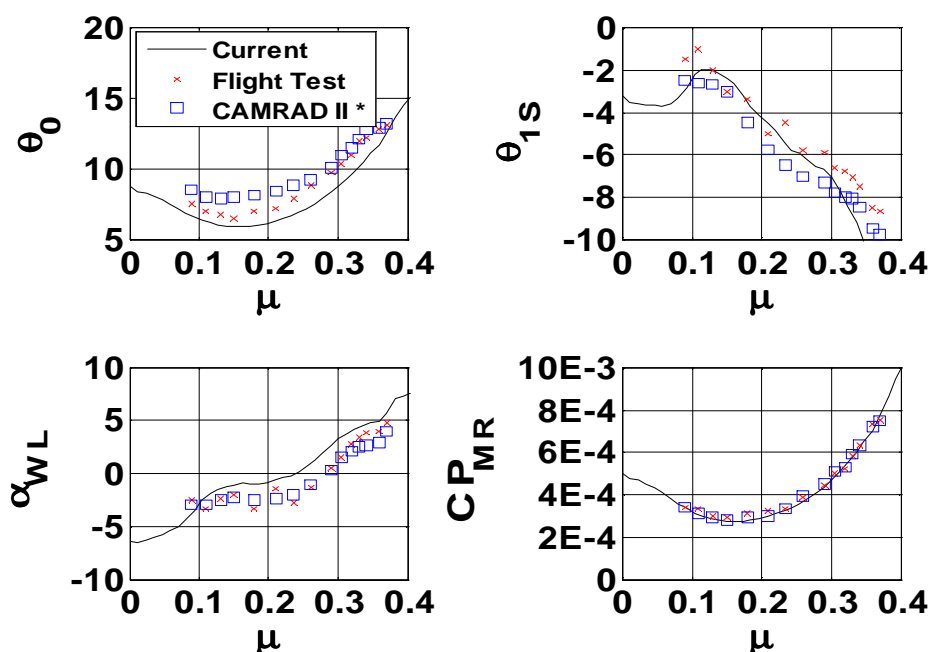 20
15
10
5
θ0
Current
Flight Test
CAMRAD II *
0 0.1 0.2 0.3 0.4
μ
0
-2
-4
-6
-8
-10
θ1S
0 0.1 0.2 0.3 0.4
μ
10
5
0
-5
-10
αWL
0 0.1 0.2 0.3 0.4
μ
10E-3
8E-4
6E-4
4E-4
2E-4
0
CPMR
0 0.1 0.2 0.3 0.4
μ